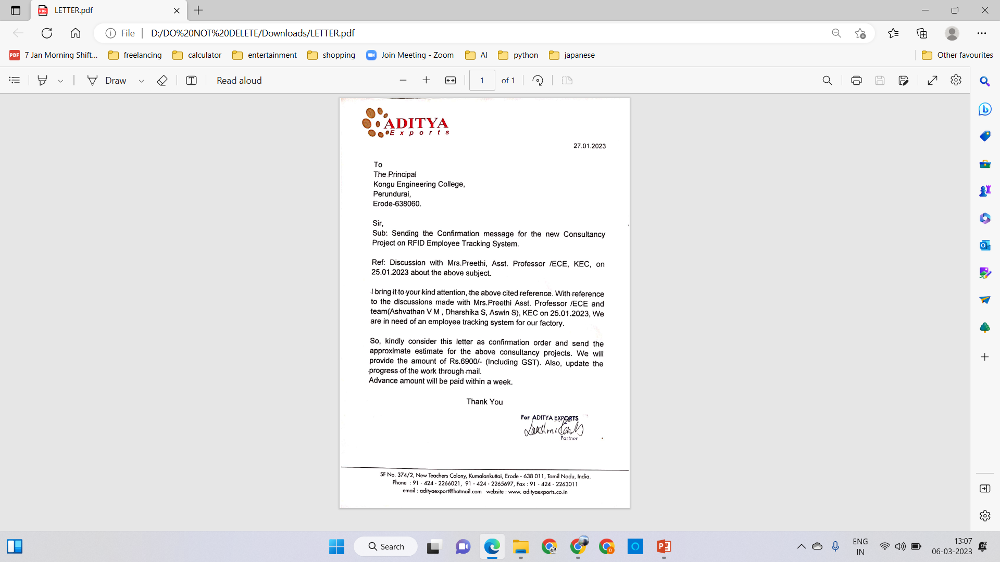 LETTER.pdf
File
D:/DO%20NOT%20DELETE/Downloads/LETTER.pdf
7 Jan Morning Shift...
freelancing
calculator
entertainment
shopping
Join Meeting - Zoom
AI
python
japanese
Other favourites
Draw
Read aloud
1 of 1
ADITYA
Exports
27.01.2023
To
The Principal
Kongu Engineering College,
Perundurai,
Erode-638060.
Sir,
Sub: Sending the Confirmation message for the new Consultancy
Project on RFID Employee Tracking System.
Ref: Discussion with Mrs.Preethi, Asst. Professor /ECE, KEC, on
25.01.2023 about the above subject.
I bring it to your kind attention, the above cited reference. With reference
to the discussions made with Mrs.Preethi Asst. Professor /ECE and
team(Ashvathan V M , Dharshika S, Aswin S), KEC on 25.01.2023, We
are in need of an employee tracking system for our factory.
So, kindly consider this letter as confirmation order and send the
approximate estimate for the above consultancy projects. We will
provide the amount of Rs.6900/- (Including GST). Also, update the
progress of the work through mail.
Advance amount will be paid within a week.
Thank You
For ADITYA EXPORTS
Partner
SF No. 374/2, New Teachers Colony, Kumalankuttai, Erode - 638 011, Tamil Nadu, India.
Phone : 91 - 424 - 2266021, 91 - 424 - 2265697, Fax : 91 - 424 - 2263011
email : adityaexport@hotmail.com website : www. adityaexports.co.in
Search
ENG
IN
13:07
06-03-2023